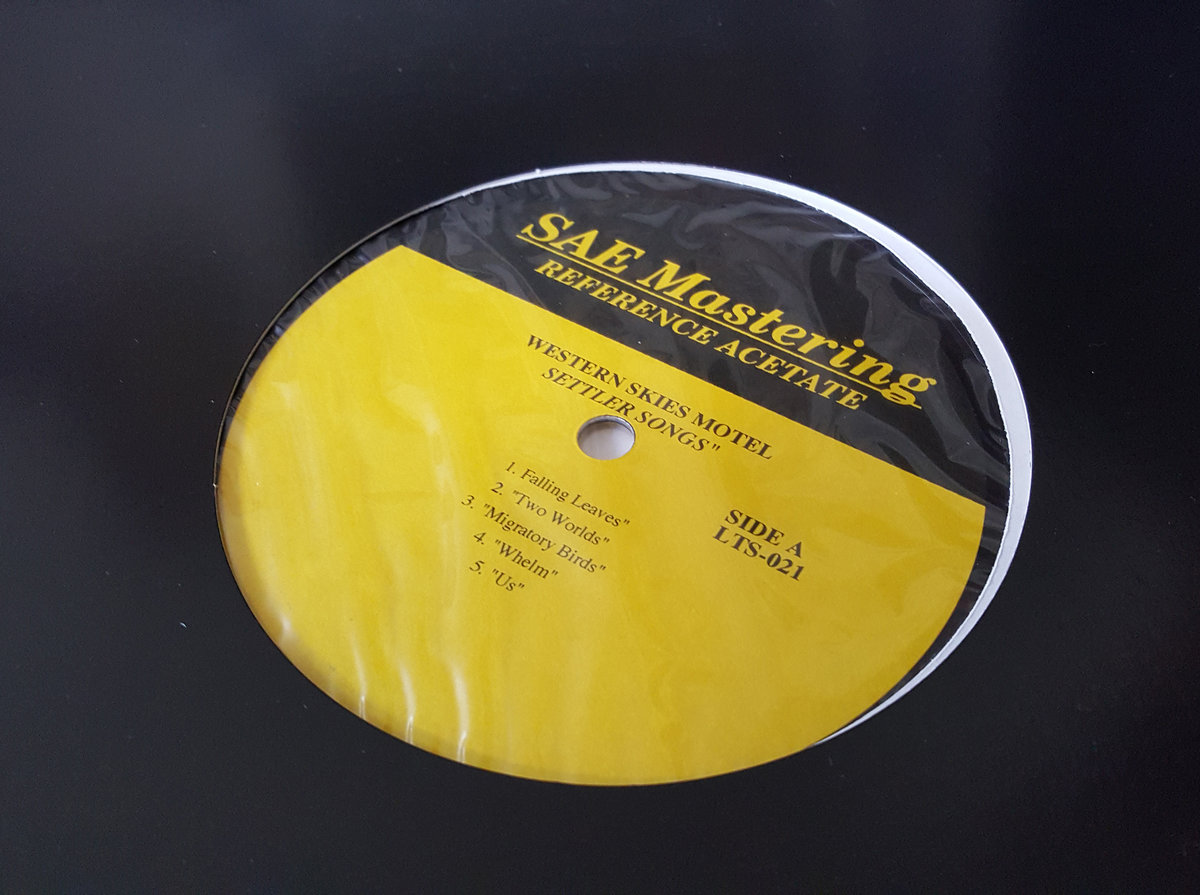 SAE Mastering
REFERENCE ACETATE
WESTERN SKIES MOTEL
SETTLER SONGS"
1. Falling Leaves"
2. "Two Worlds"
3. "Migratory Birds"
4. "Whelm"
5. "Us"
SIDE A
LTS-021